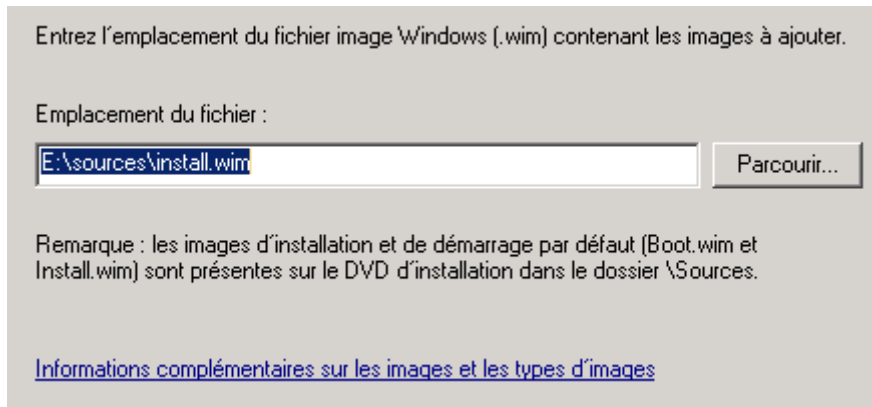 Entrez l'emplacement du fichier image Windows (.wim) contenant les images à ajouter.
Emplacement du fichier :
E:\sources\install.wim
Parcourir...
Remarque : les images d'installation et de démarrage par défaut (Boot.wim et
Install.wim) sont présentes sur le DVD d'installation dans le dossier \Sources.
Informations complémentaires sur les images et les types d'images